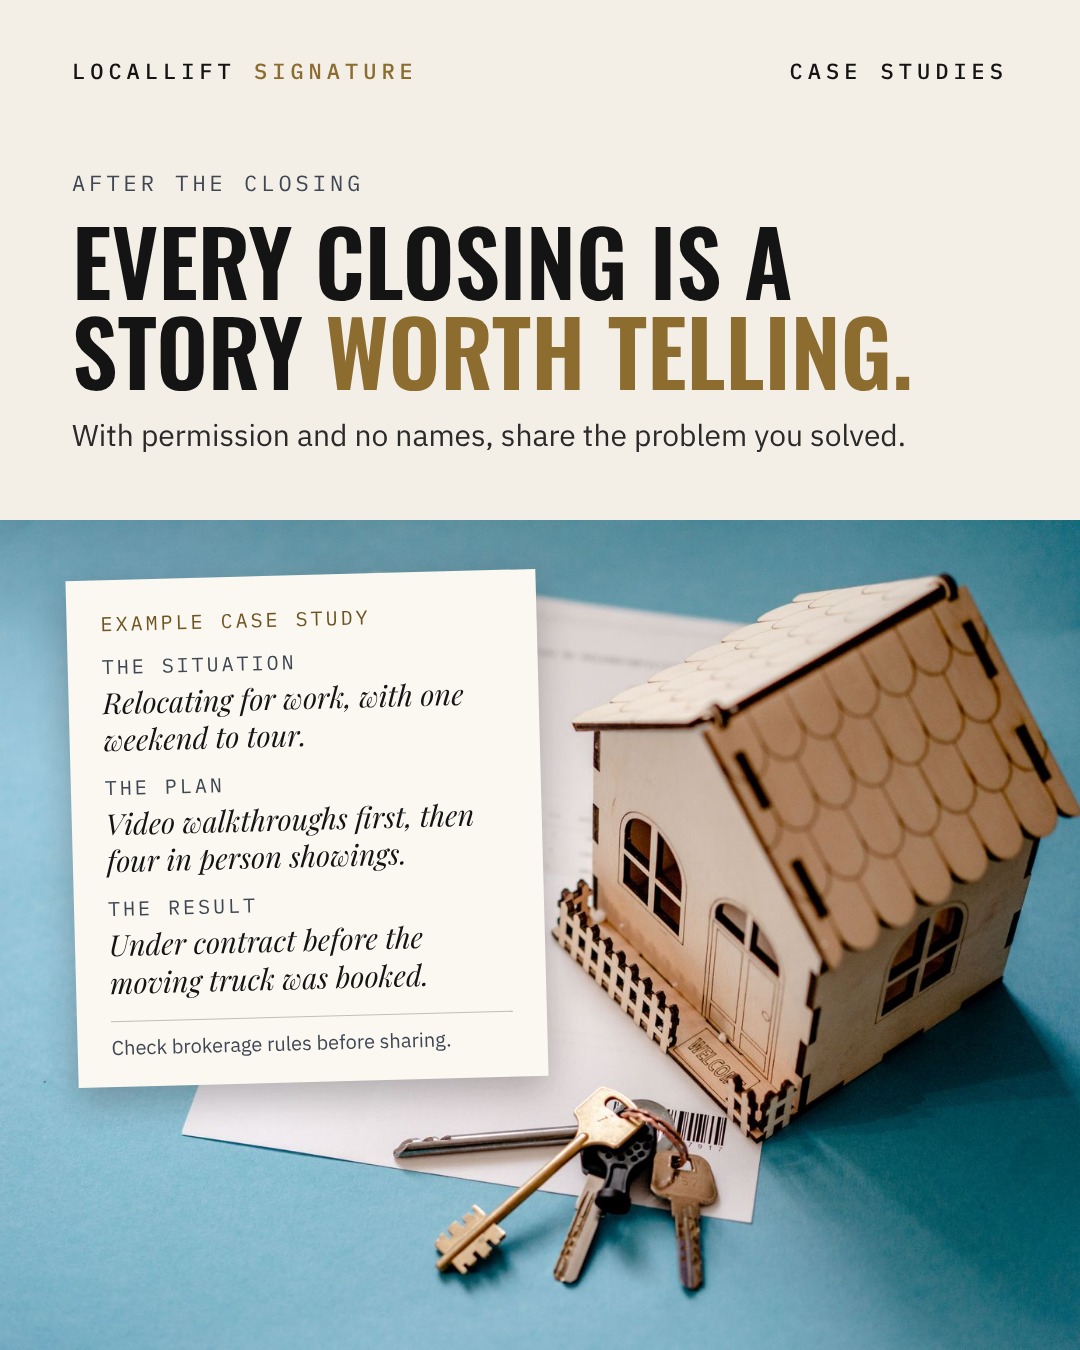 LOCALLIFT SIGNATURE
CASE STUDIES
AFTER THE CLOSING
EVERY CLOSING IS A
STORY WORTH TELLING.
With permission and no names, share the problem you solved.
EXAMPLE CASE STUDY
THE SITUATION
Relocating for work, with one
weekend to tour.
THE PLAN
Video walkthroughs first, then
four in person showings.
THE RESULT
Under contract before the
moving truck was booked.
Check brokerage rules before sharing.
WELCOME